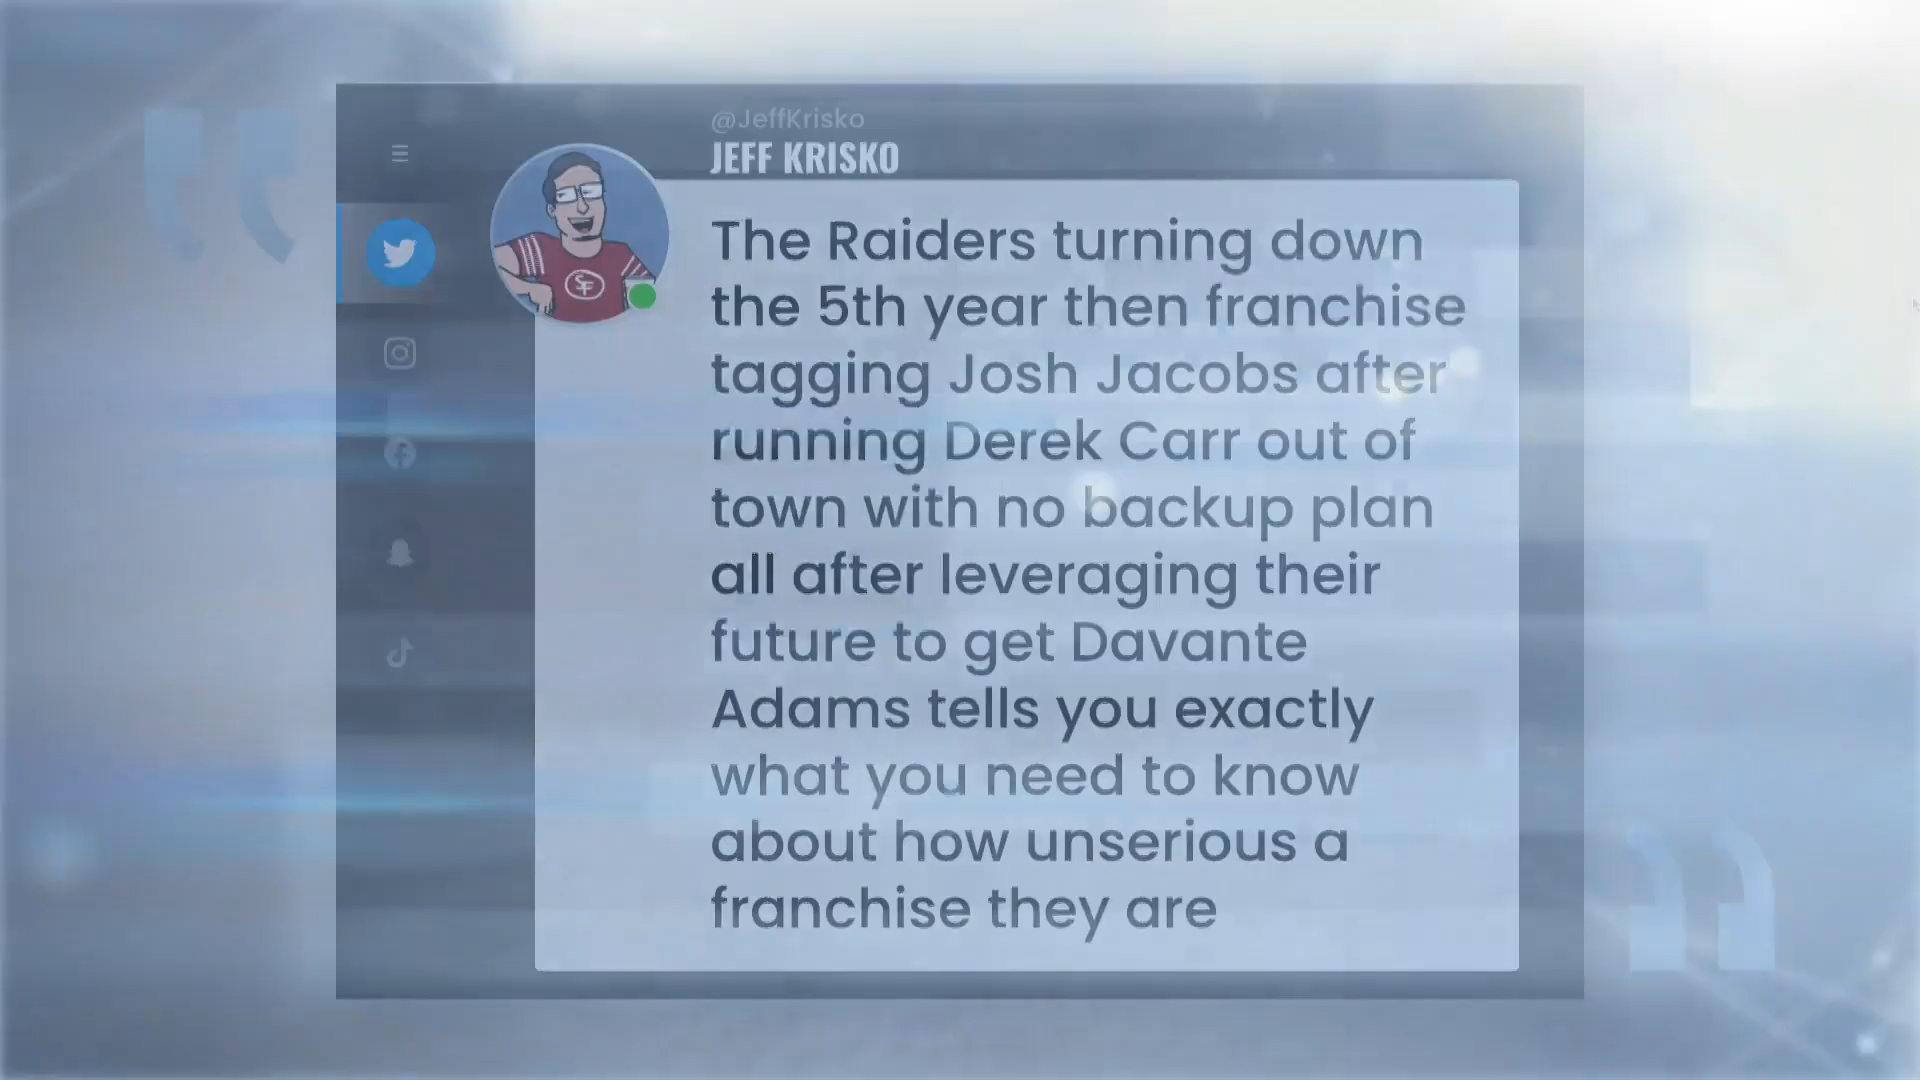 @JeffKrisko
JEFF KRISKO
The Raiders turning down
the 5th year then franchise
tagging Josh Jacobs after
running Derek Carr out of
town with no backup plan
all after leveraging their
future to get Davante
Adams tells you exactly
what you need to know
about how unserious a
franchise they are